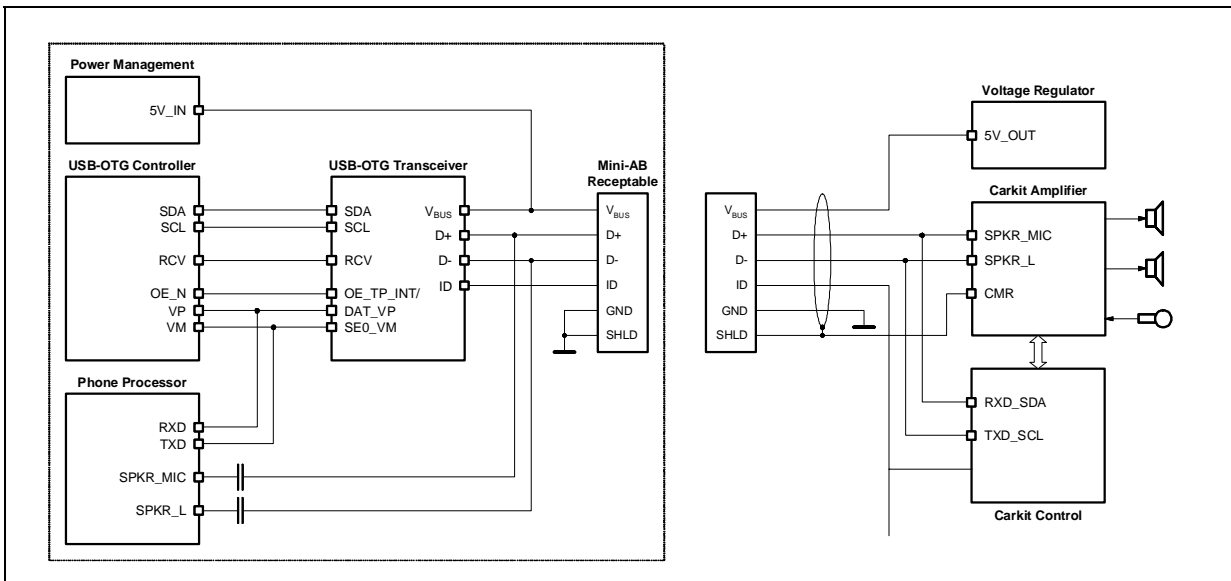 Power Management
5V_IN
USB-OTG Controller
SDA
SCL
RCV
OE_N
VP
VM
USB-OTG Transceiver
SDA
SCL
RCV
OE_TP_INT/
DAT_VP
SE0_VM
VBUS
D+
D-
ID
Mini-AB
Receptable
VBUS
D+
D-
ID
GND
SHLD
Phone Processor
RXD
TXD
SPKR_MIC
SPKR_L
VBUS
D+
D-
ID
GND
SHLD
Voltage Regulator
5V_OUT
Carkit Amplifier
SPKR_MIC
SPKR_L
CMR
RXD_SDA
TXD_SCL
Carkit Control